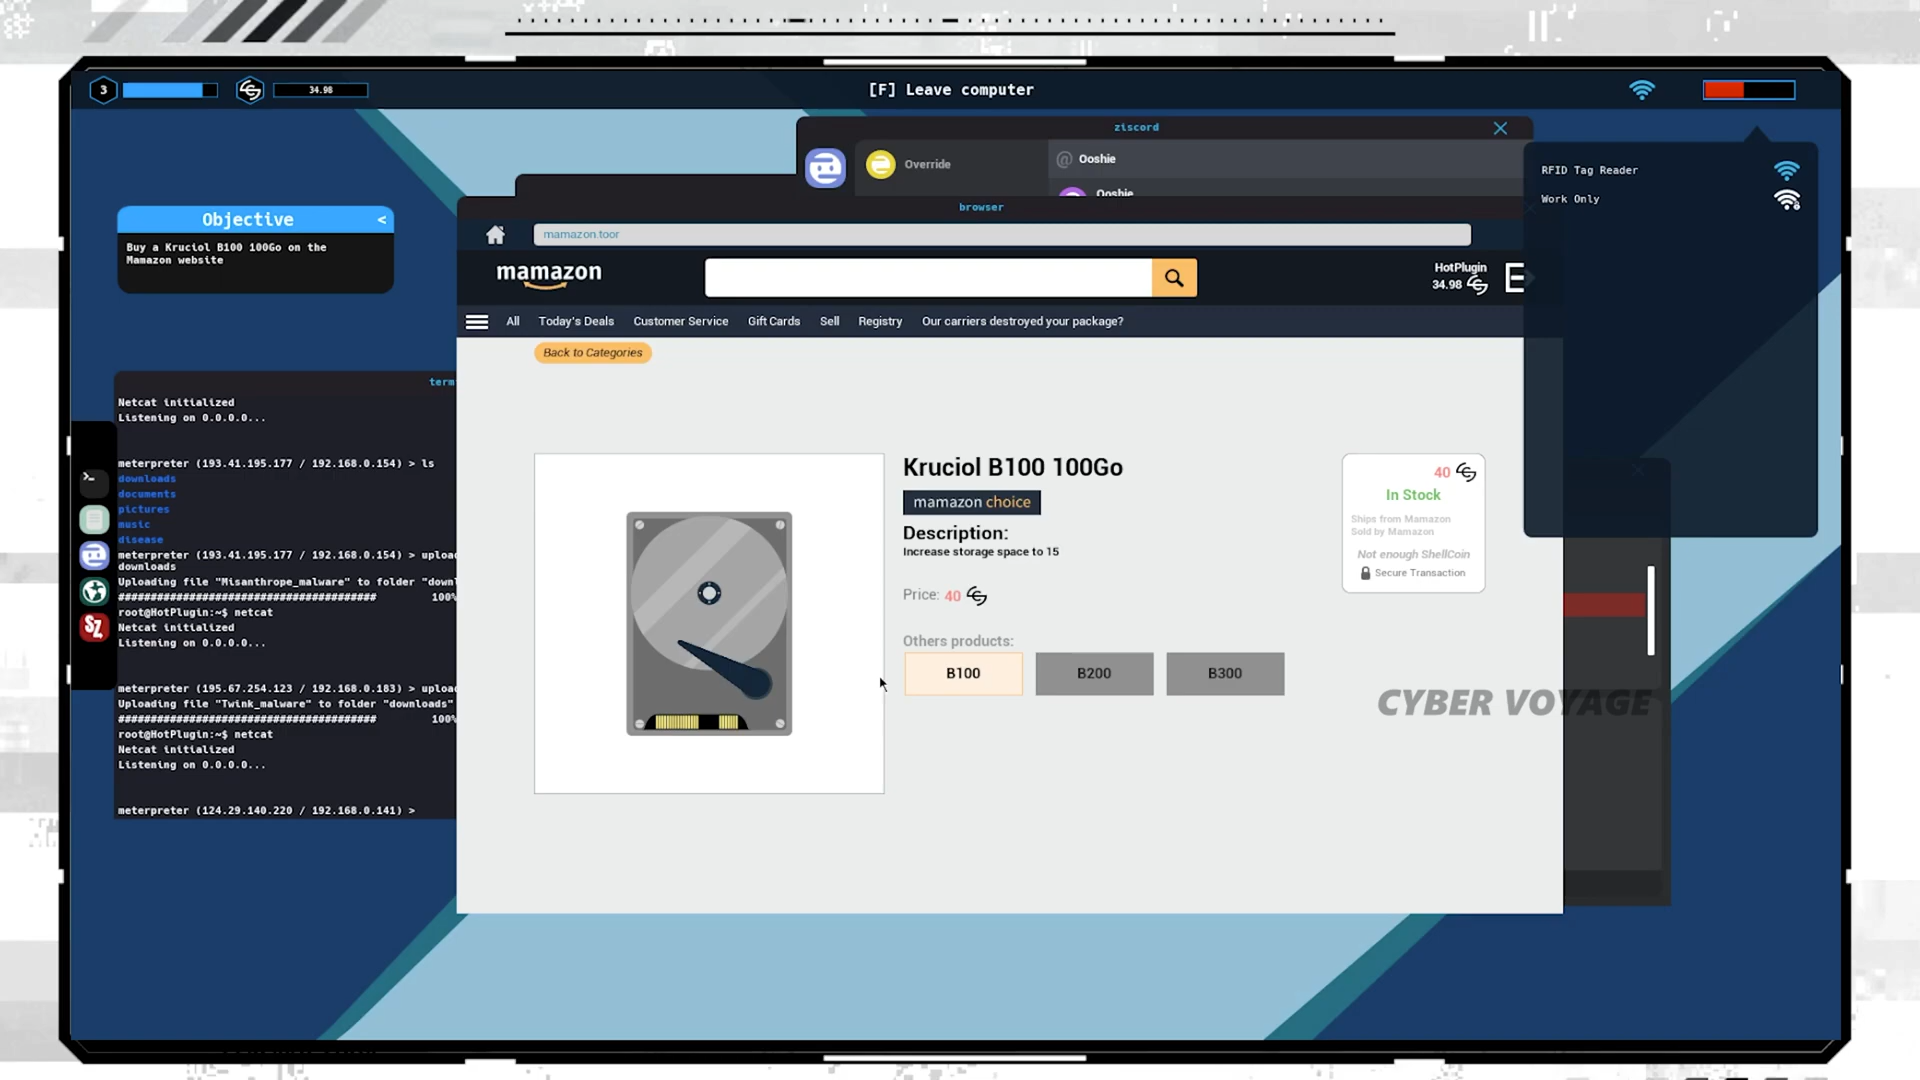 3
34.98
[F] Leave computer
ziscord
Override
@ Ooshie
Ooshie
RFID Tag Reader
Work Only
Objective <
Buy a Kruciol B100 100Go on the
Mamazon website
browser
mamazon.toor
mamazon
HotPlugin
34.98
All Today's Deals Customer Service Gift Cards Sell Registry Our carriers destroyed your package?
Back to Categories
Kruciol B100 100Go
mamazon choice
Description:
Increase storage space to 15
Price: 40
Others products:
B100 B200 B300
40
In Stock
Ships from Mamazon
Sold by Mamazon
Not enough ShellCoin
Secure Transaction
CYBER VOYAGE
Netcat initialized
Listening on 0.0.0.0...
meterpreter (193.41.195.177 / 192.168.0.154) > ls
downloads
documents
pictures
music
disease
meterpreter (193.41.195.177 / 192.168.0.154) > uploa
downloads
Uploading file "Misanthrope_malware" to folder "down
####################################### 100%
root@HotPlugin:~$ netcat
Netcat initialized
Listening on 0.0.0.0...
meterpreter (195.67.254.123 / 192.168.0.183) > uploa
Uploading file "Twink_malware" to folder "downloads"
####################################### 100%
root@HotPlugin:~$ netcat
Netcat initialized
Listening on 0.0.0.0...
meterpreter (124.29.140.220 / 192.168.0.141) >
SZ